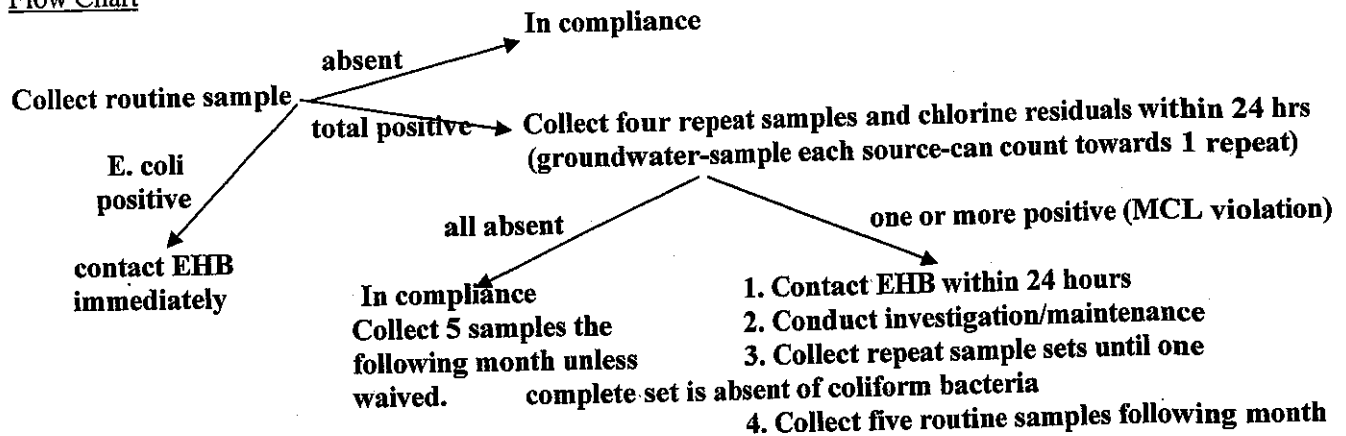 Flow Chart
In compliance
absent
Collect routine sample
total positive
Collect four repeat samples and chlorine residuals within 24 hrs
(groundwater-sample each source-can count towards 1 repeat)
E. coli
positive
all absent
one or more positive (MCL violation)
contact EHB
immediately
In compliance
Collect 5 samples the
following month unless
waived.
1. Contact EHB within 24 hours
2. Conduct investigation/maintenance
3. Collect repeat sample sets until one
complete set is absent of coliform bacteria
4. Collect five routine samples following month